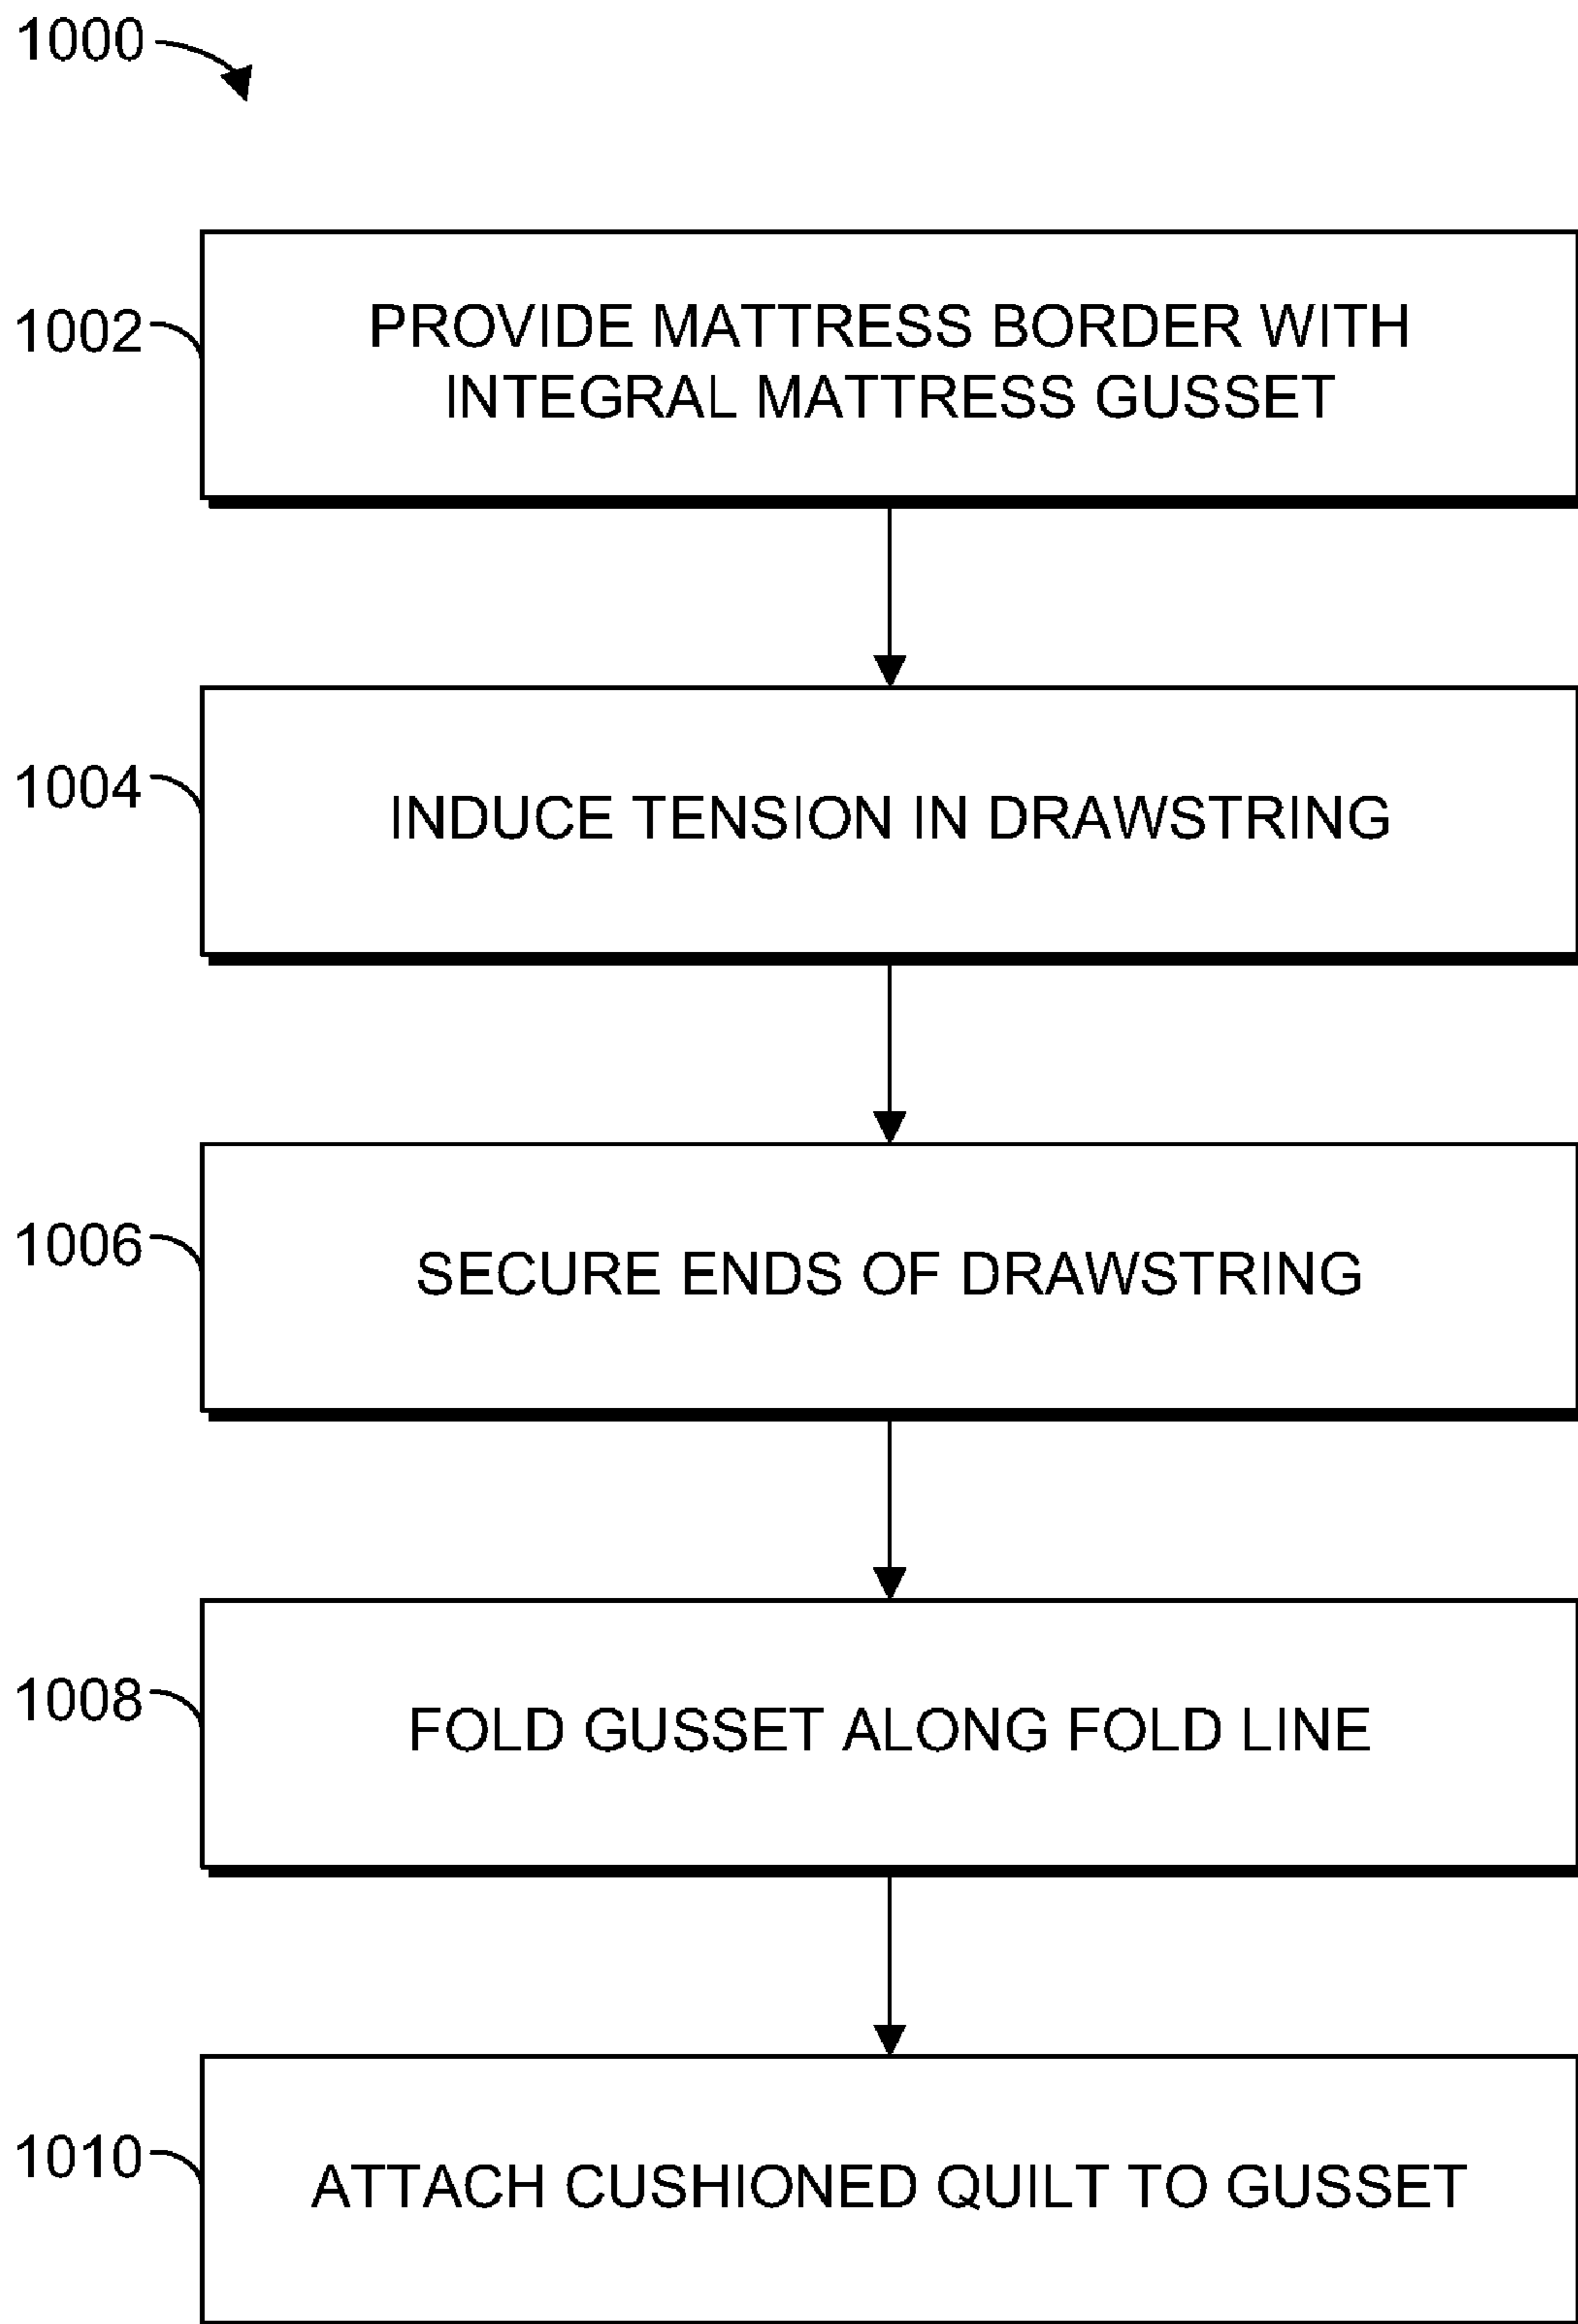 1000
1002
PROVIDE MATTRESS BORDER WITH
INTEGRAL MATTRESS GUSSET
1004
INDUCE TENSION IN DRAWSTRING
1006
SECURE ENDS OF DRAWSTRING
1008
FOLD GUSSET ALONG FOLD LINE
1010
ATTACH CUSHIONED QUILT TO GUSSET